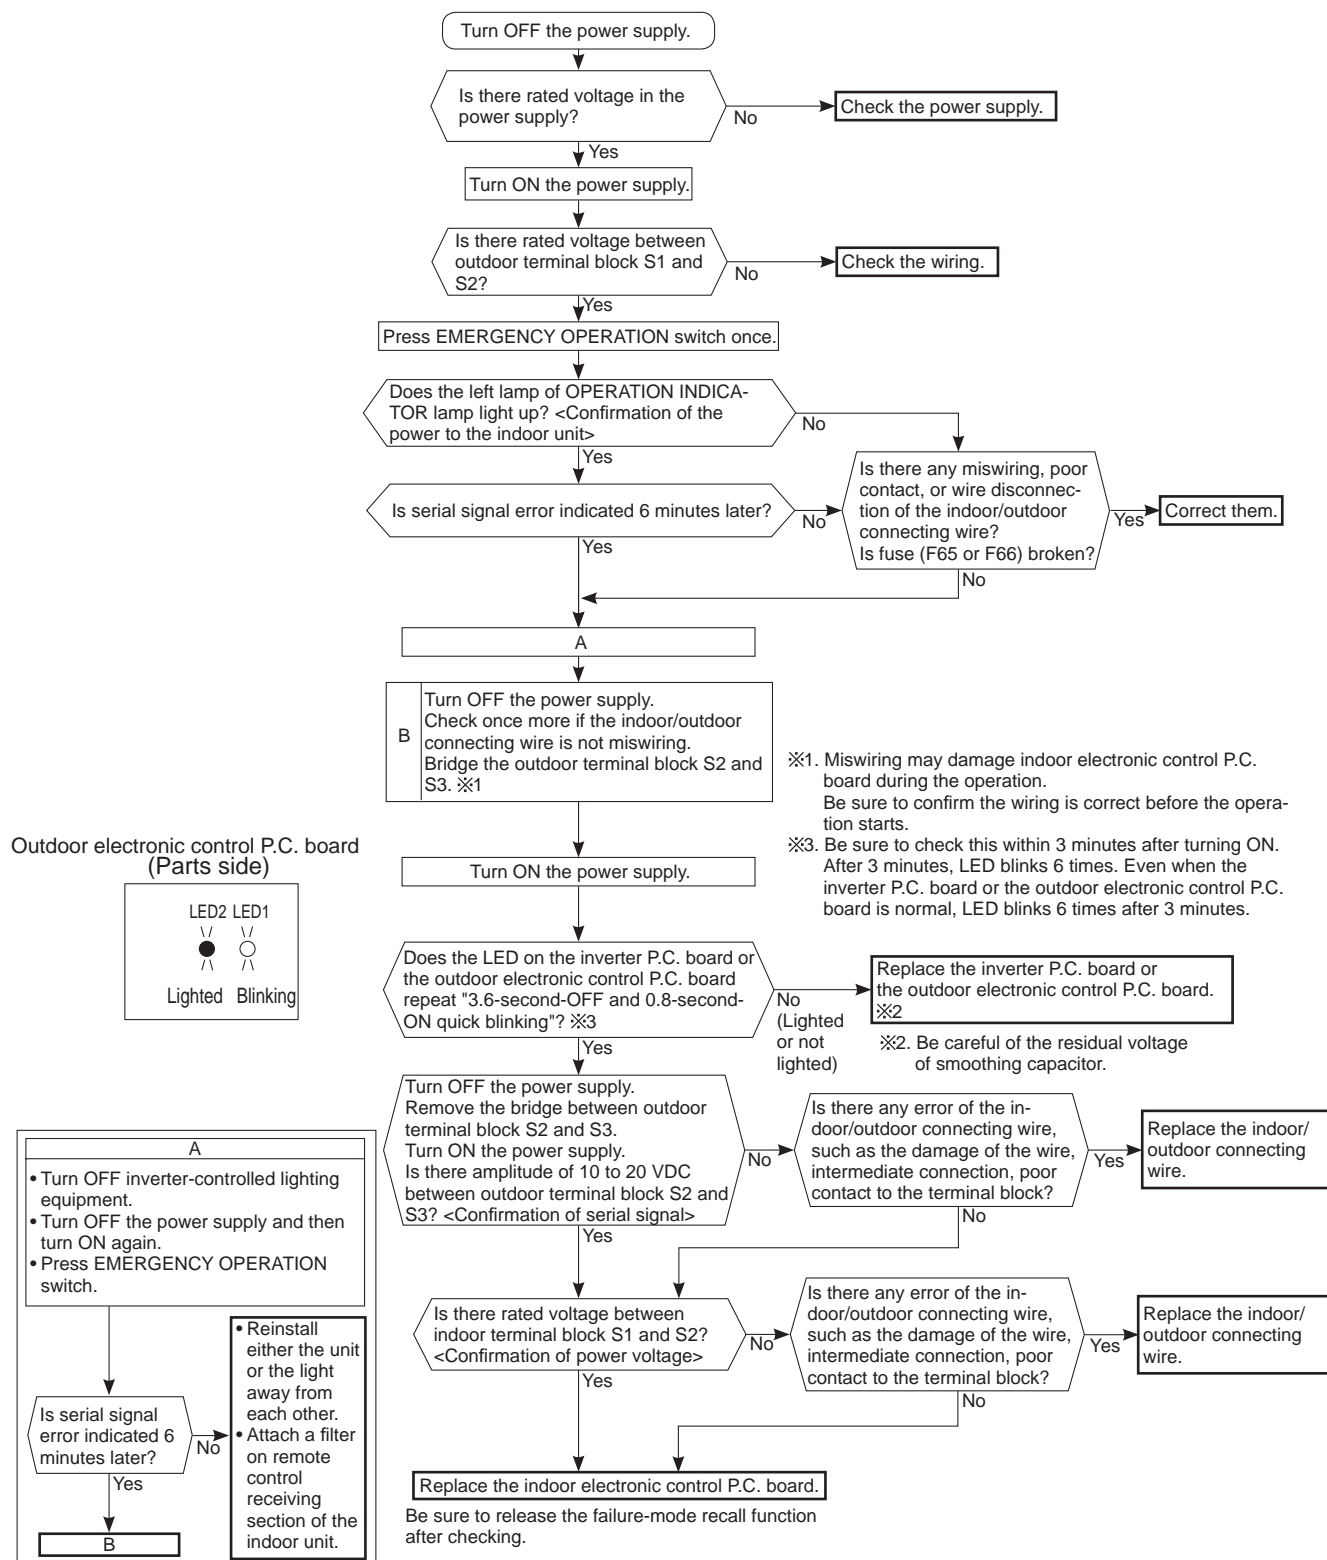 Turn OFF the power supply.
Is there rated voltage in the
power supply?
No
Check the power supply.
Yes
Turn ON the power supply.
Is there rated voltage between
outdoor terminal block S1 and
S2?
No
Check the wiring.
Yes
Press EMERGENCY OPERATION switch once.
Does the left lamp of OPERATION INDICA-
TOR lamp light up? <Confirmation of the
power to the indoor unit>
No
Yes
Is serial signal error indicated 6 minutes later?
No
Yes
Is there any miswiring, poor
contact, or wire disconnec-
tion of the indoor/outdoor
connecting wire?
Is fuse (F65 or F66) broken?
Yes
Correct them.
No
A
B
Turn OFF the power supply.
Check once more if the indoor/outdoor
connecting wire is not miswiring.
Bridge the outdoor terminal block S2 and
S3. ※1
※1. Miswiring may damage indoor electronic control P.C.
board during the operation.
Be sure to confirm the wiring is correct before the opera-
tion starts.
※3. Be sure to check this within 3 minutes after turning ON.
After 3 minutes, LED blinks 6 times. Even when the
inverter P.C. board or the outdoor electronic control P.C.
board is normal, LED blinks 6 times after 3 minutes.
Outdoor electronic control P.C. board
(Parts side)
LED2 LED1
Lighted Blinking
Turn ON the power supply.
Does the LED on the inverter P.C. board or
the outdoor electronic control P.C. board
repeat "3.6-second-OFF and 0.8-second-
ON quick blinking"? ※3
No
(Lighted
or not
lighted)
Replace the inverter P.C. board or
the outdoor electronic control P.C. board.
※2
※2. Be careful of the residual voltage
of smoothing capacitor.
Yes
Turn OFF the power supply.
Remove the bridge between outdoor
terminal block S2 and S3.
Turn ON the power supply.
Is there amplitude of 10 to 20 VDC
between outdoor terminal block S2 and
S3? <Confirmation of serial signal>
No
Is there any error of the in-
door/outdoor connecting wire,
such as the damage of the wire,
intermediate connection, poor
contact to the terminal block?
Yes
Replace the indoor/
outdoor connecting
wire.
No
Yes
Is there rated voltage between
indoor terminal block S1 and S2?
<Confirmation of power voltage>
No
Is there any error of the in-
door/outdoor connecting wire,
such as the damage of the wire,
intermediate connection, poor
contact to the terminal block?
Yes
Replace the indoor/
outdoor connecting
wire.
No
Yes
Replace the indoor electronic control P.C. board.
Be sure to release the failure-mode recall function
after checking.
A
• Turn OFF inverter-controlled lighting
equipment.
• Turn OFF the power supply and then
turn ON again.
• Press EMERGENCY OPERATION
switch.
Is serial signal
error indicated 6
minutes later?
No
Yes
B
• Reinstall
either the unit
or the light
away from
each other.
• Attach a filter
on remote
control
receiving
section of the
indoor unit.